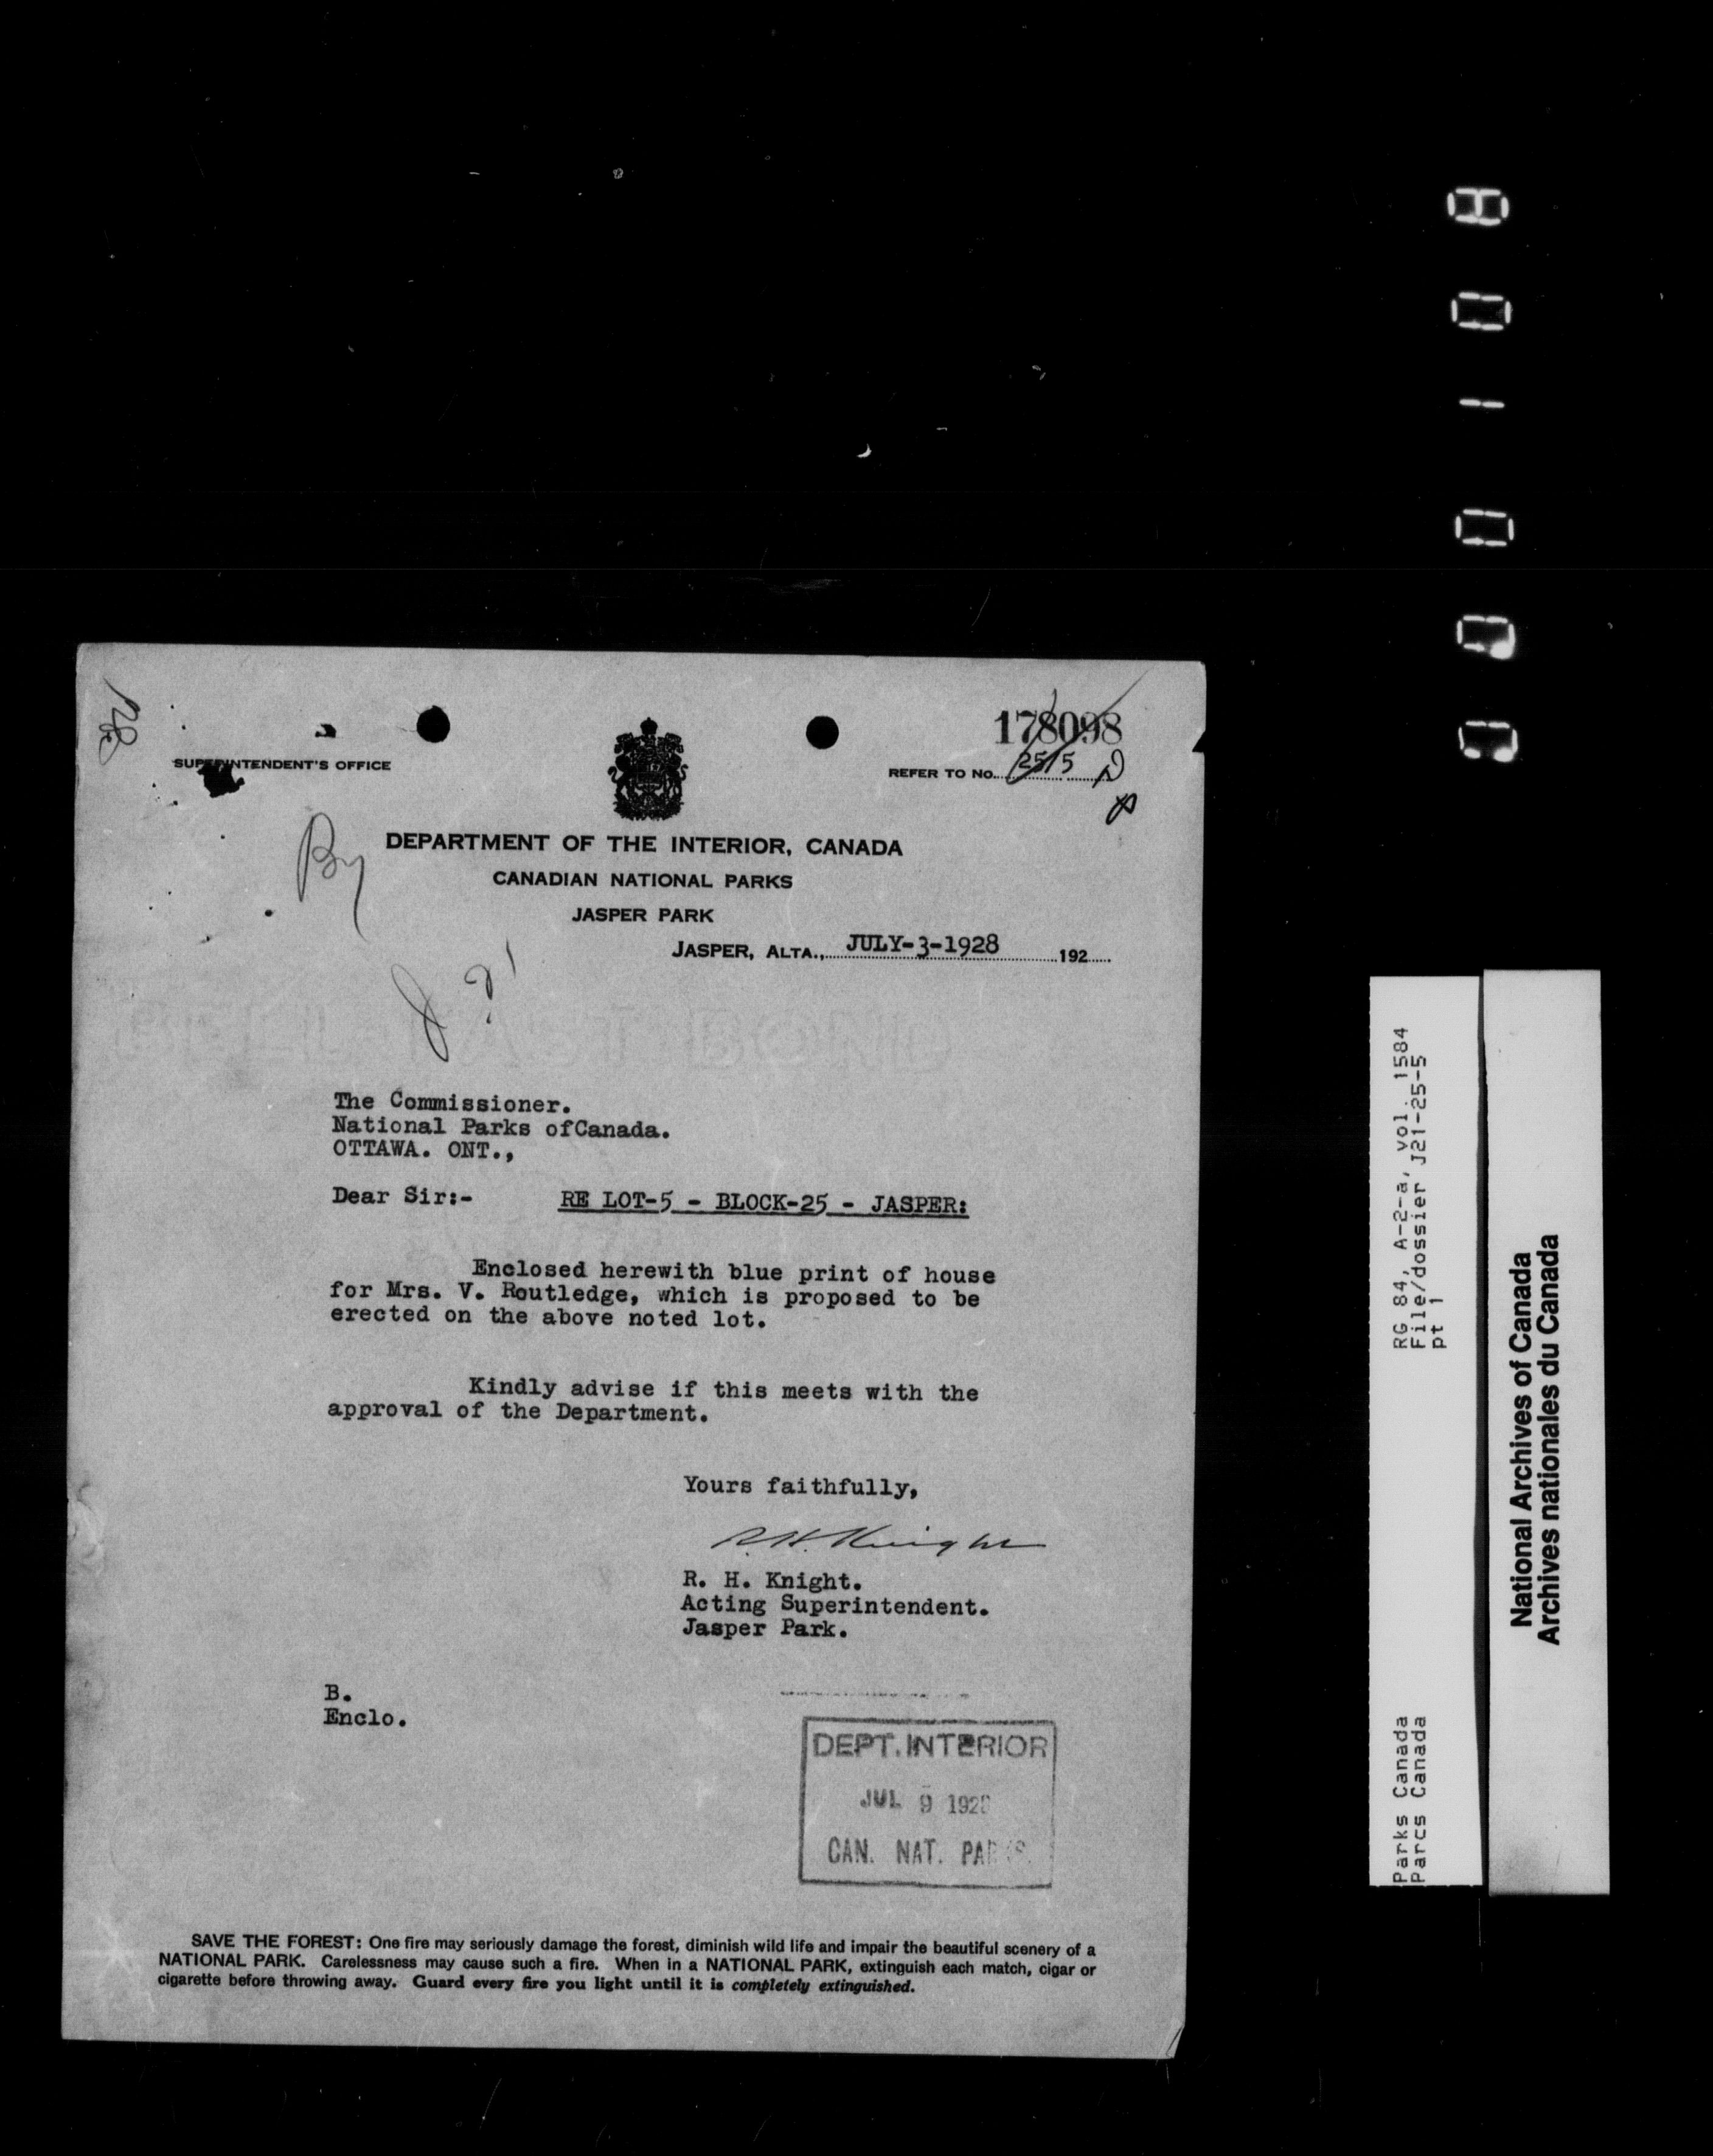 178098
SUPERINTENDENT'S OFFICE
REFER TO No. 25/5
DEPARTMENT OF THE INTERIOR, CANADA
CANADIAN NATIONAL PARKS
JASPER PARK
JASPER, ALTA., JULY-3-1928 192
By
BOND
The Commissioner.
National Parks ofCanada.
OTTAWA. ONT.,
Dear Sir:- RE LOT-5 - BLOCK-25 - JASPER:
Enclosed herewith blue print of house
for Mrs. V. Routledge, which is proposed to be
erected on the above noted lot.
Kindly advise if this meets with the
approval of the Department.
Yours faithfully,
R.H. Knight
R. H. Knight.
Acting Superintendent.
Jasper Park.
B.
Enclo.
DEPT. INTERIOR
JUL 9 1928
CAN. NAT. PARKS.
SAVE THE FOREST: One fire may seriously damage the forest, diminish wild life and impair the beautiful scenery of a
NATIONAL PARK. Carelessness may cause such a fire. When in a NATIONAL PARK, extinguish each match, cigar or
cigarette before throwing away. Guard every fire you light until it is completely extinguished.
RG 84, A-2-a, vol. 1584
File/dossier J21-25-5
pt 1
Parks Canada
Parcs Canada
National Archives of Canada
Archives nationales du Canada